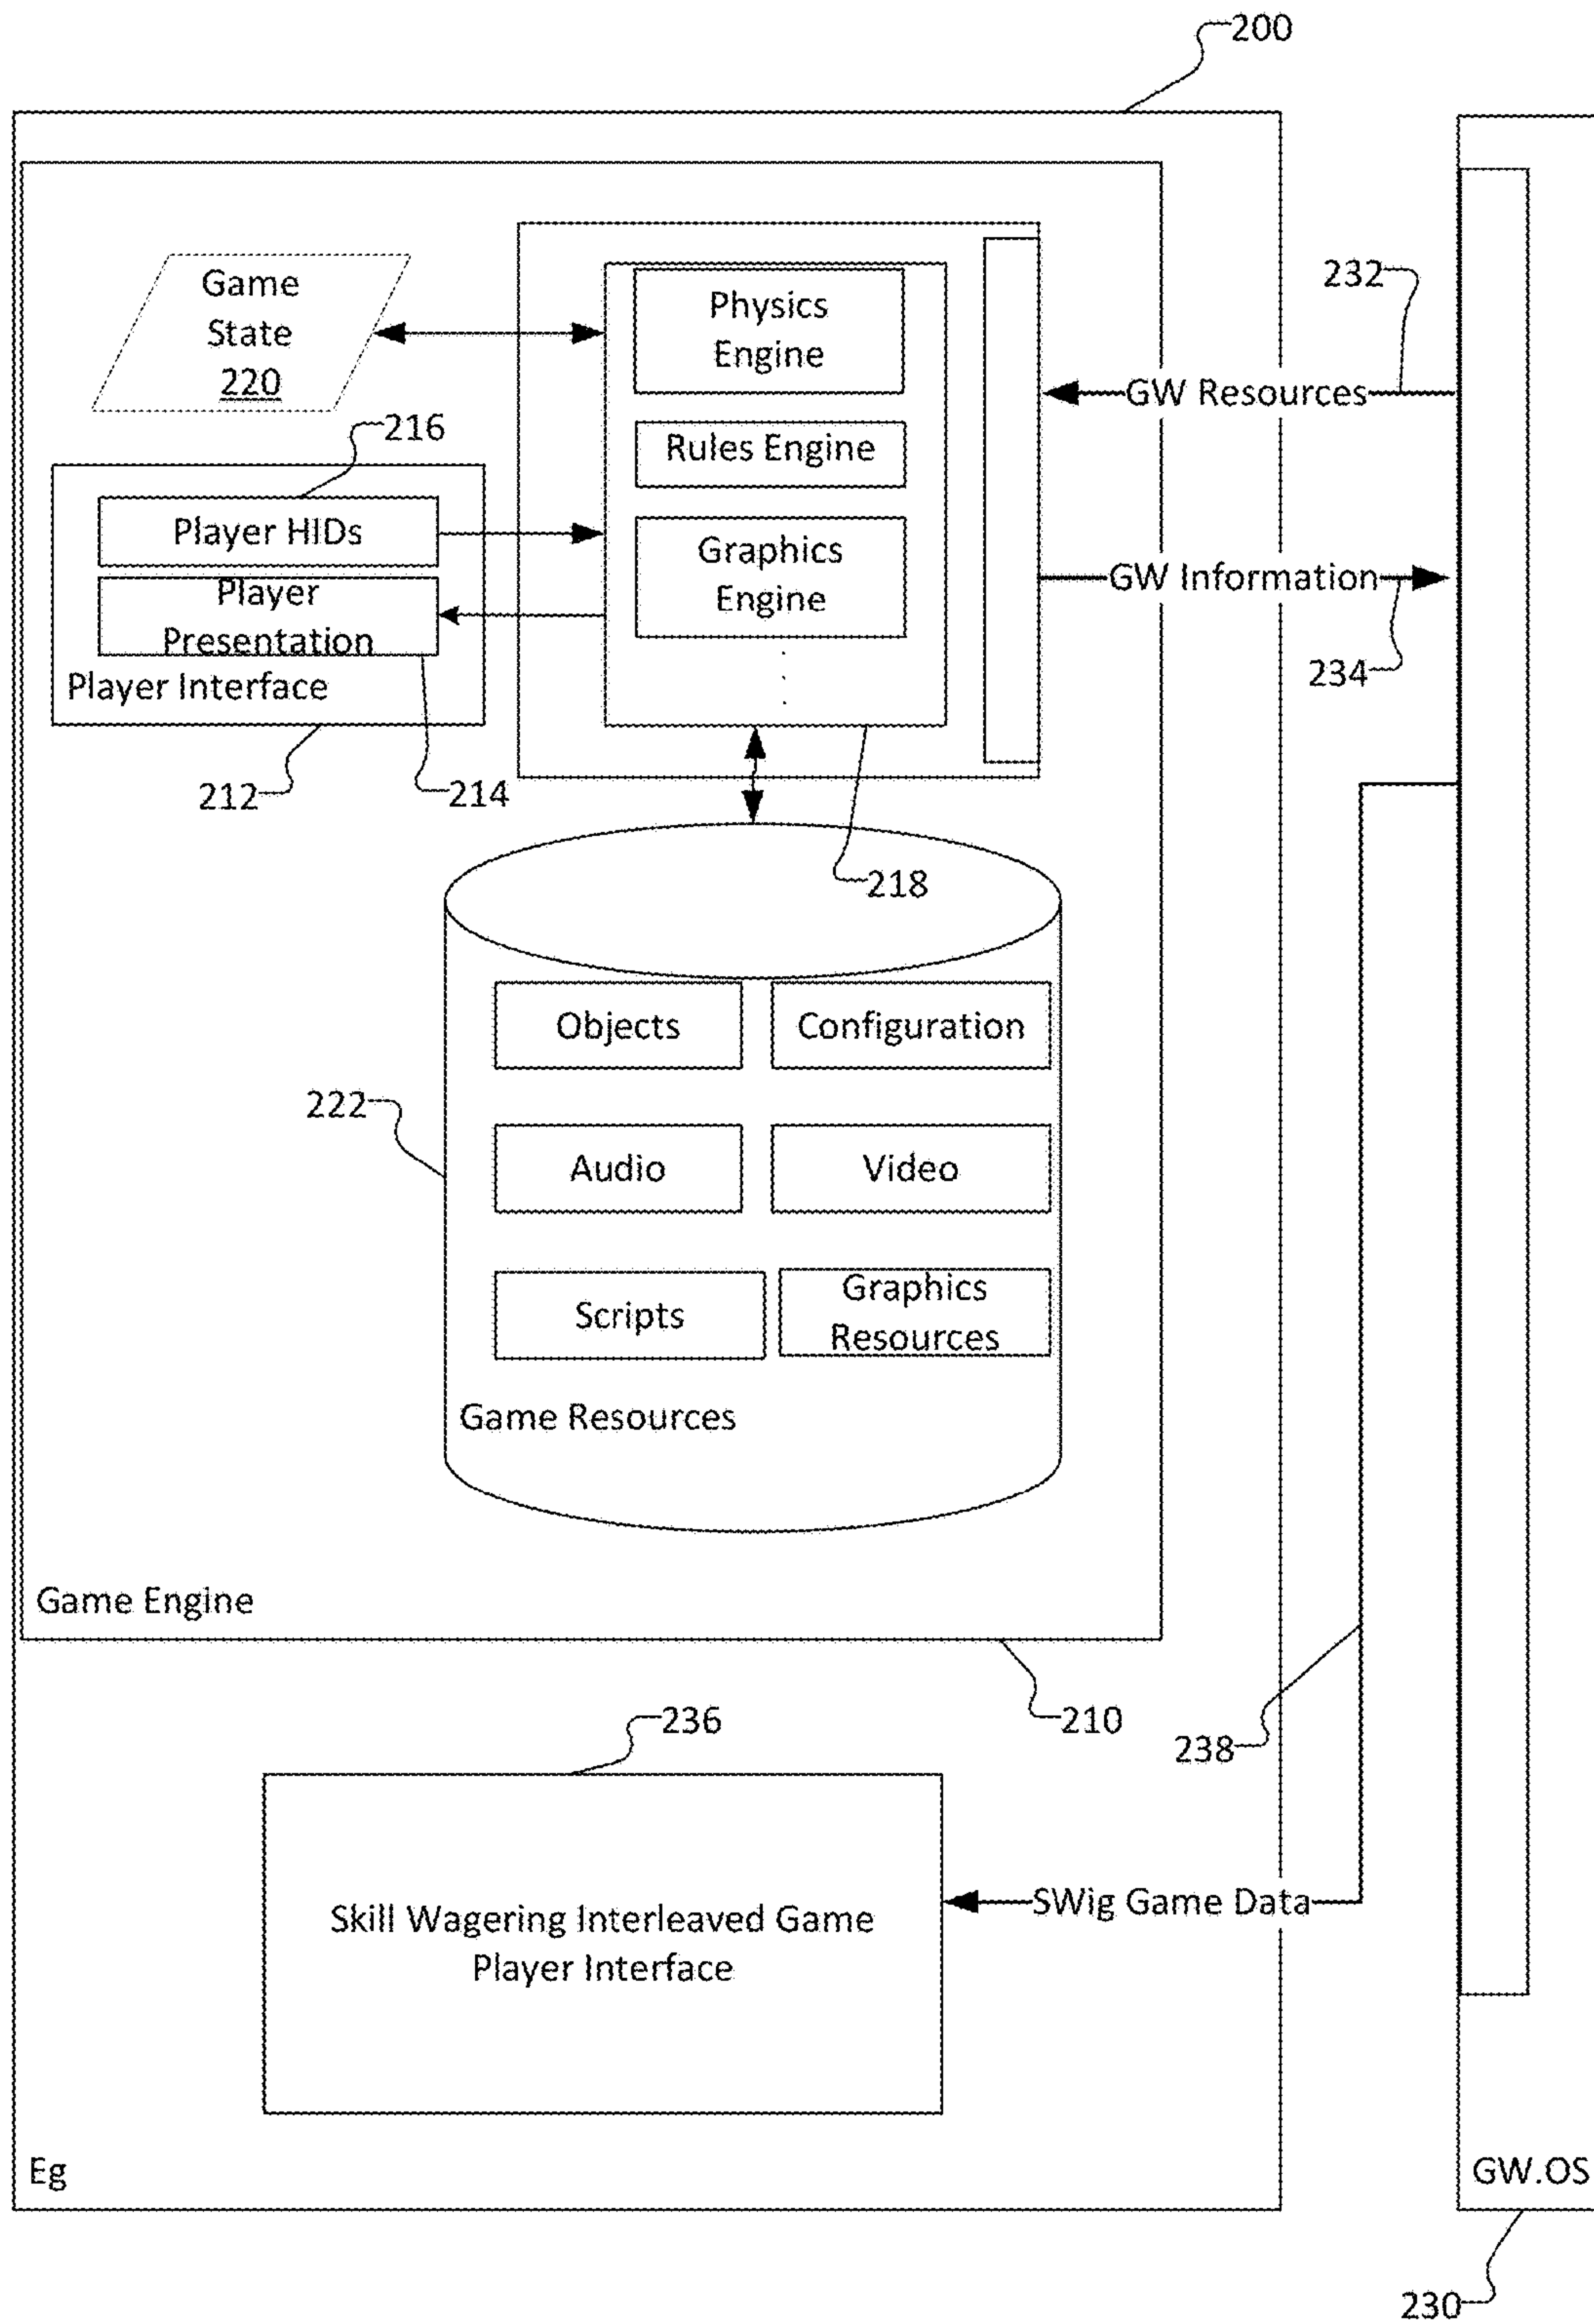 200
Game
State
220
Physics
Engine
232
GW Resources
216
Rules Engine
Player HIDs
Graphics
Engine
GW Information
Player
Presentation
Player Interface
234
212
214
218
Objects
Configuration
222
Audio
Video
Scripts
Graphics
Resources
Game Resources
Game Engine
236
210
238
Skill Wagering Interleaved Game
Player Interface
SWig Game Data
Eg
GW.OS
230